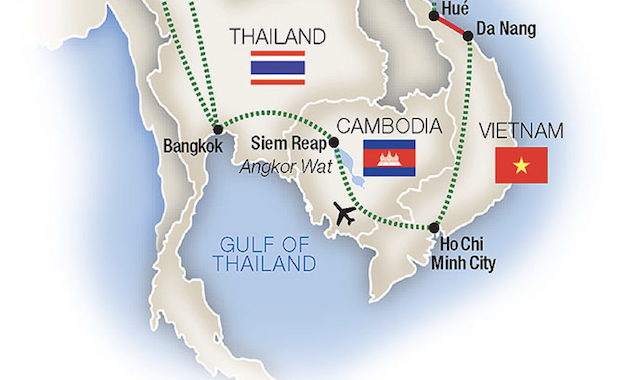 Hué
Da Nang
THAILAND
Bangkok
Siem Reap
Angkor Wat
CAMBODIA
VIETNAM
GULF OF
THAILAND
Ho Chi
Minh City